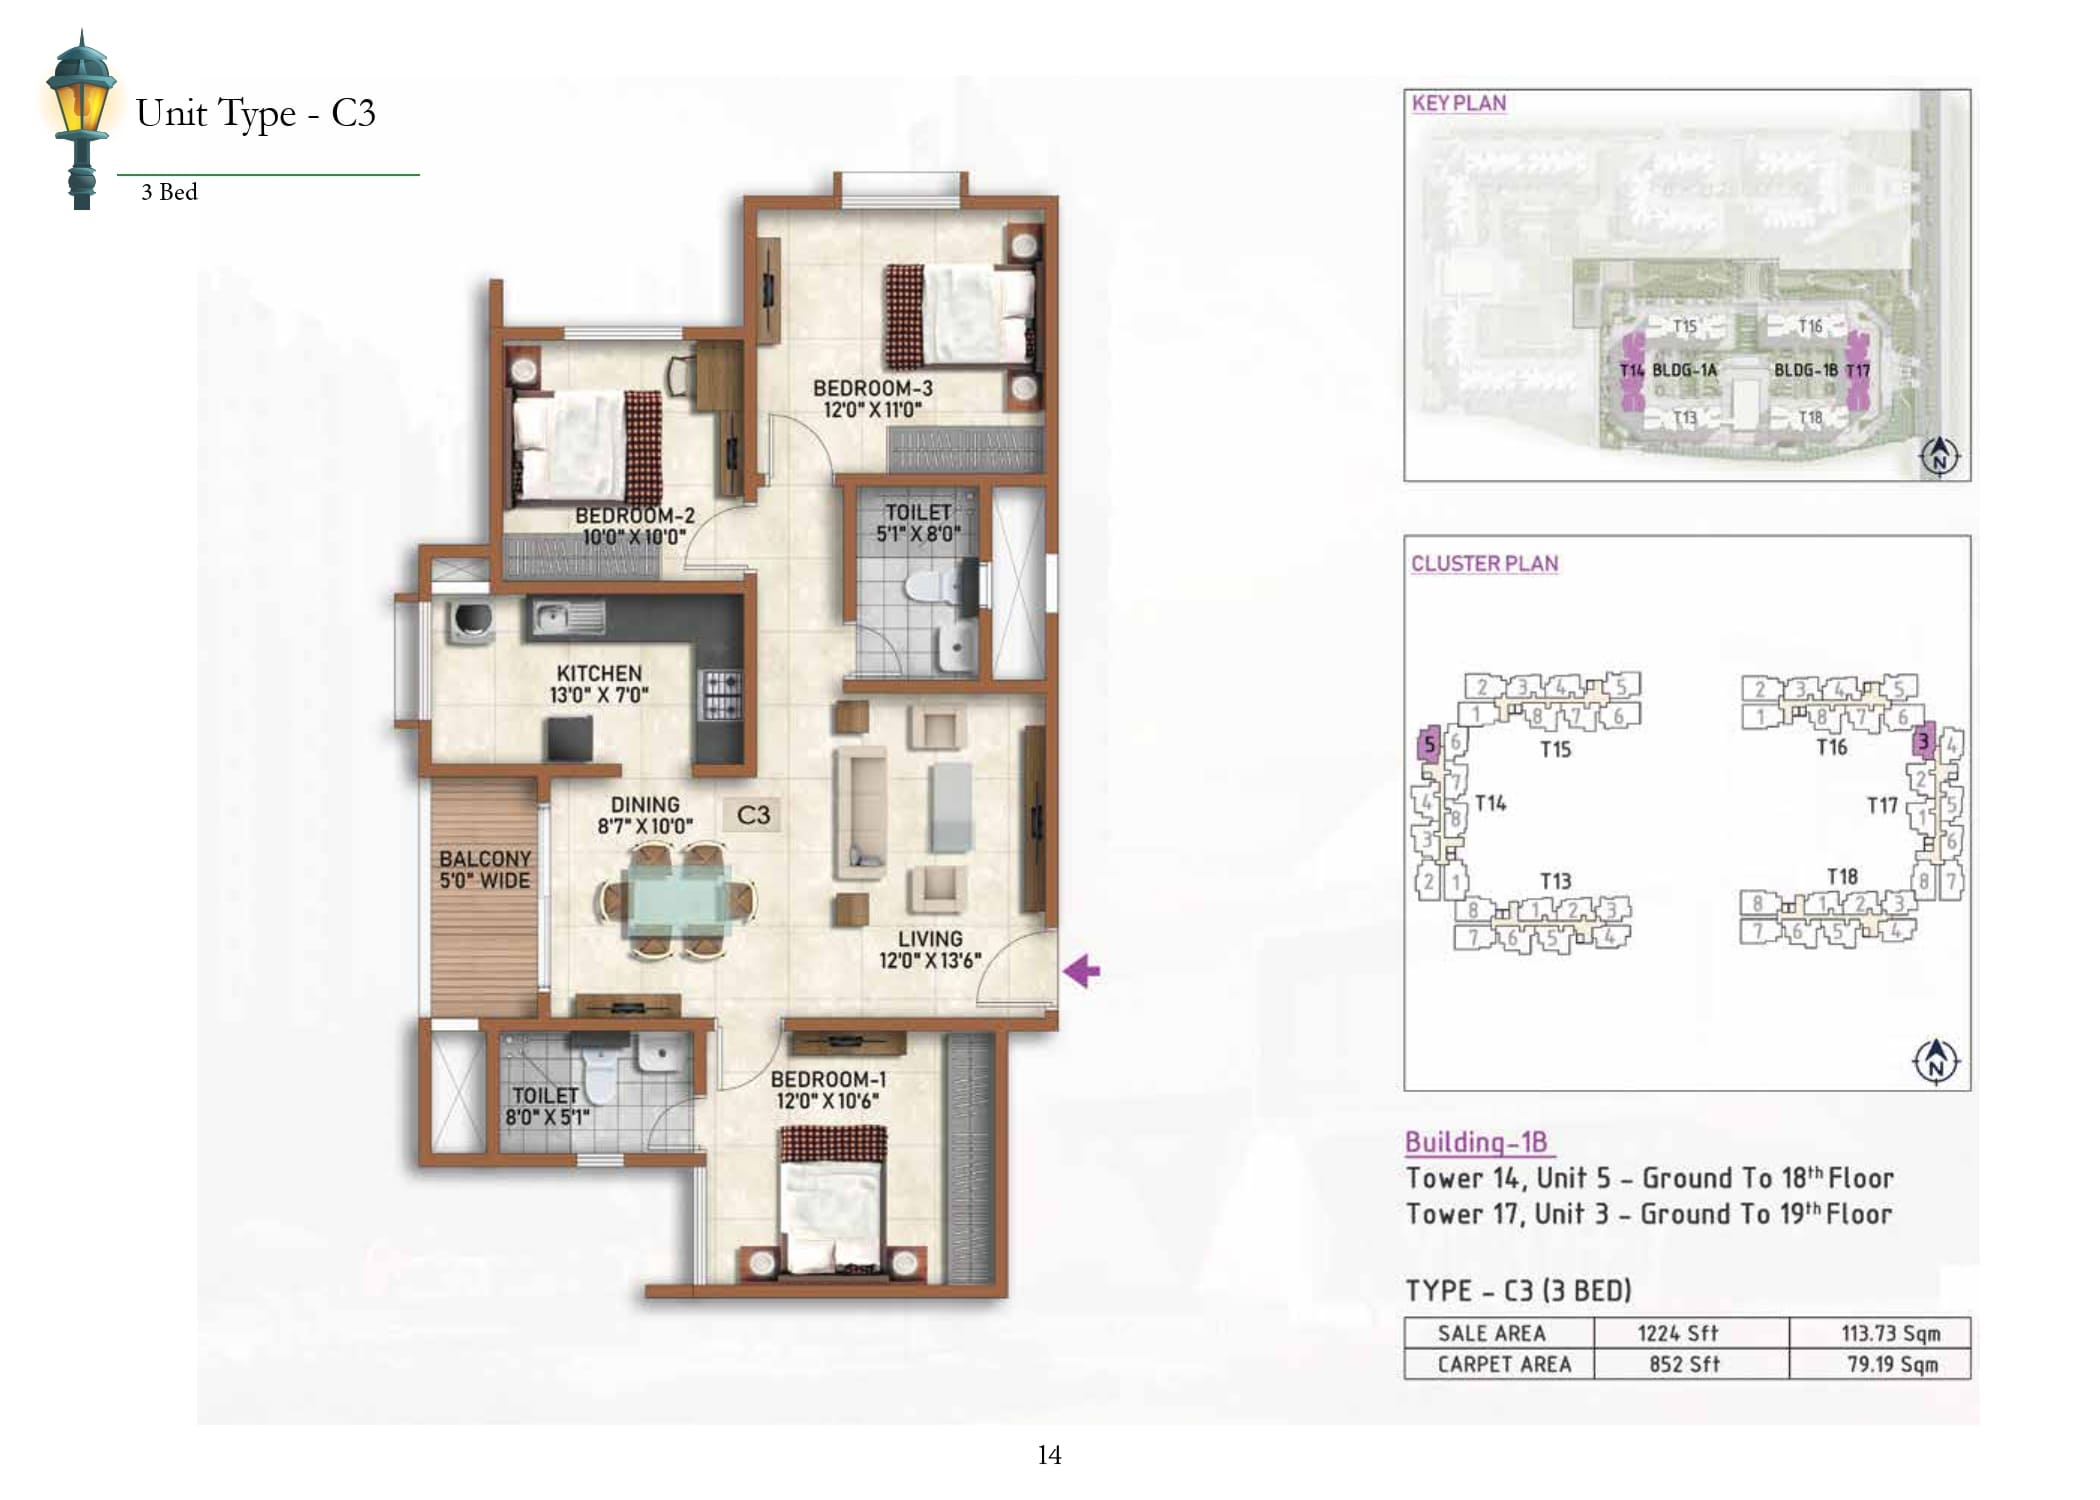 Unit Type - C3
3 Bed
BEDROOM-3
12'0" X 11'0"
BEDROOM-2
10'0" X 10'0"
TOILET
5'1" X 8'0"
KITCHEN
13'0" X 7'0"
DINING
8'7" X 10'0"
C3
BALCONY
5'0" WIDE
LIVING
12'0" X 13'6"
TOILET
8'0" X 5'1"
BEDROOM-1
12'0" X 10'6"
KEY PLAN
T15 T16
T14 BLDG-1A BLDG-1B T17
T13 T18
N
CLUSTER PLAN
2 3 4 5
1 8 7 6
T15
2 3 4 5
1 8 7 6
T16
5 6
7
4 8
3
2 1
T14
3 4
2
1 5
6
8 7
T17
T13
8 1 2 3
7 6 5 4
T18
8 1 2 3
7 6 5 4
N
Building-1B
Tower 14, Unit 5 - Ground To 18th Floor
Tower 17, Unit 3 - Ground To 19th Floor
TYPE - C3 (3 BED)
SALE AREA 1224 Sft 113.73 Sqm
CARPET AREA 852 Sft 79.19 Sqm
14